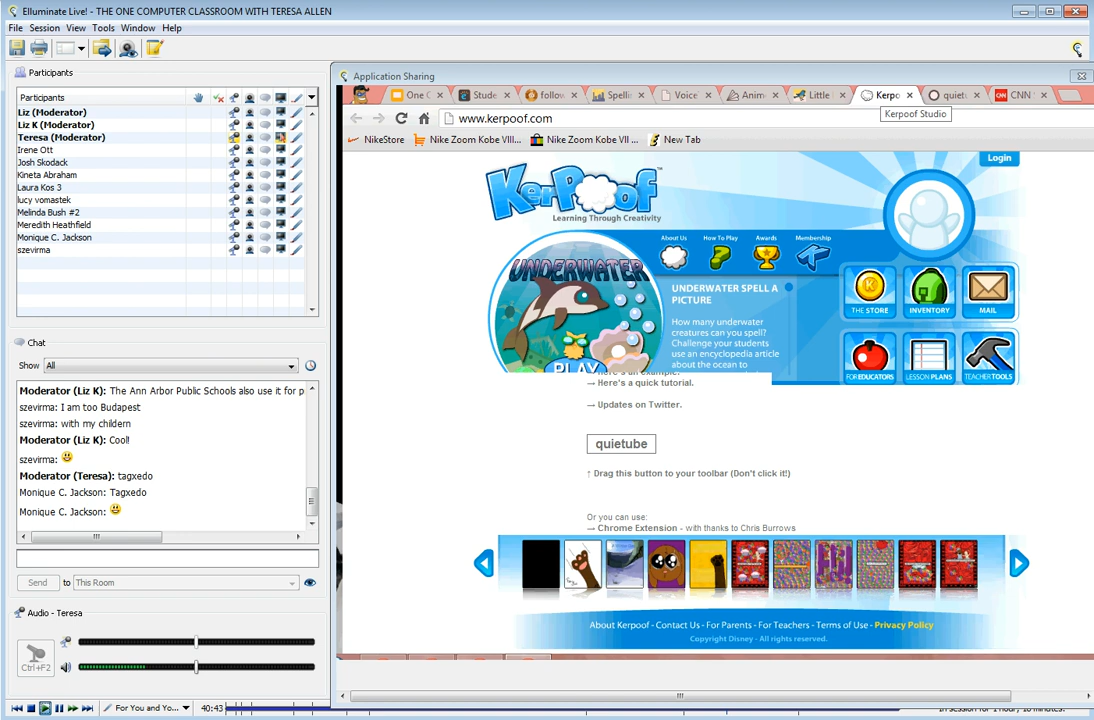 Elluminate Live! - THE ONE COMPUTER CLASSROOM WITH TERESA ALLEN
File Session View Tools Window Help
Participants
Participants
Liz (Moderator)
Liz K (Moderator)
Teresa (Moderator)
Irene Ott
Josh Skodack
Kineta Abraham
Laura Kos 3
lucy vomastek
Melinda Bush #2
Meredith Heathfield
Monique C. Jackson
szevirma
Chat
Show All
Moderator (Liz K): The Ann Arbor Public Schools also use it for p
szevirma: I am too Budapest
szevirma: with my childern
Moderator (Liz K): Cool!
szevirma:
Moderator (Teresa): tagxedo
Monique C. Jackson: Tagxedo
Monique C. Jackson:
Send to This Room
Audio - Teresa
Ctrl+F2
For You and Yo... 40:43
Application Sharing
One C Stude follow Spellin Voice Anim Little Kerpo quiet CNN
Kerpoof Studio
www.kerpoof.com
NikeStore Nike Zoom Kobe VIII... Nike Zoom Kobe VII ... New Tab
Login
KerPoof
Learning Through Creativity
About Us How To Play Awards Membership
UNDERWATER
PLAY
UNDERWATER SPELL A
PICTURE
How many underwater
creatures can you spell?
Challenge your students
use an encyclopedia article
about the ocean to
THE STORE INVENTORY MAIL
FOR EDUCATORS LESSON PLANS TEACHER TOOLS
→ Here's an example.
→ Here's a quick tutorial.
→ Updates on Twitter.
quietube
↑ Drag this button to your toolbar (Don't click it!)
Or you can use:
→ Chrome Extension - with thanks to Chris Burrows
About Kerpoof - Contact Us - For Parents - For Teachers - Terms of Use - Privacy Policy
Copyright Disney - All rights reserved.